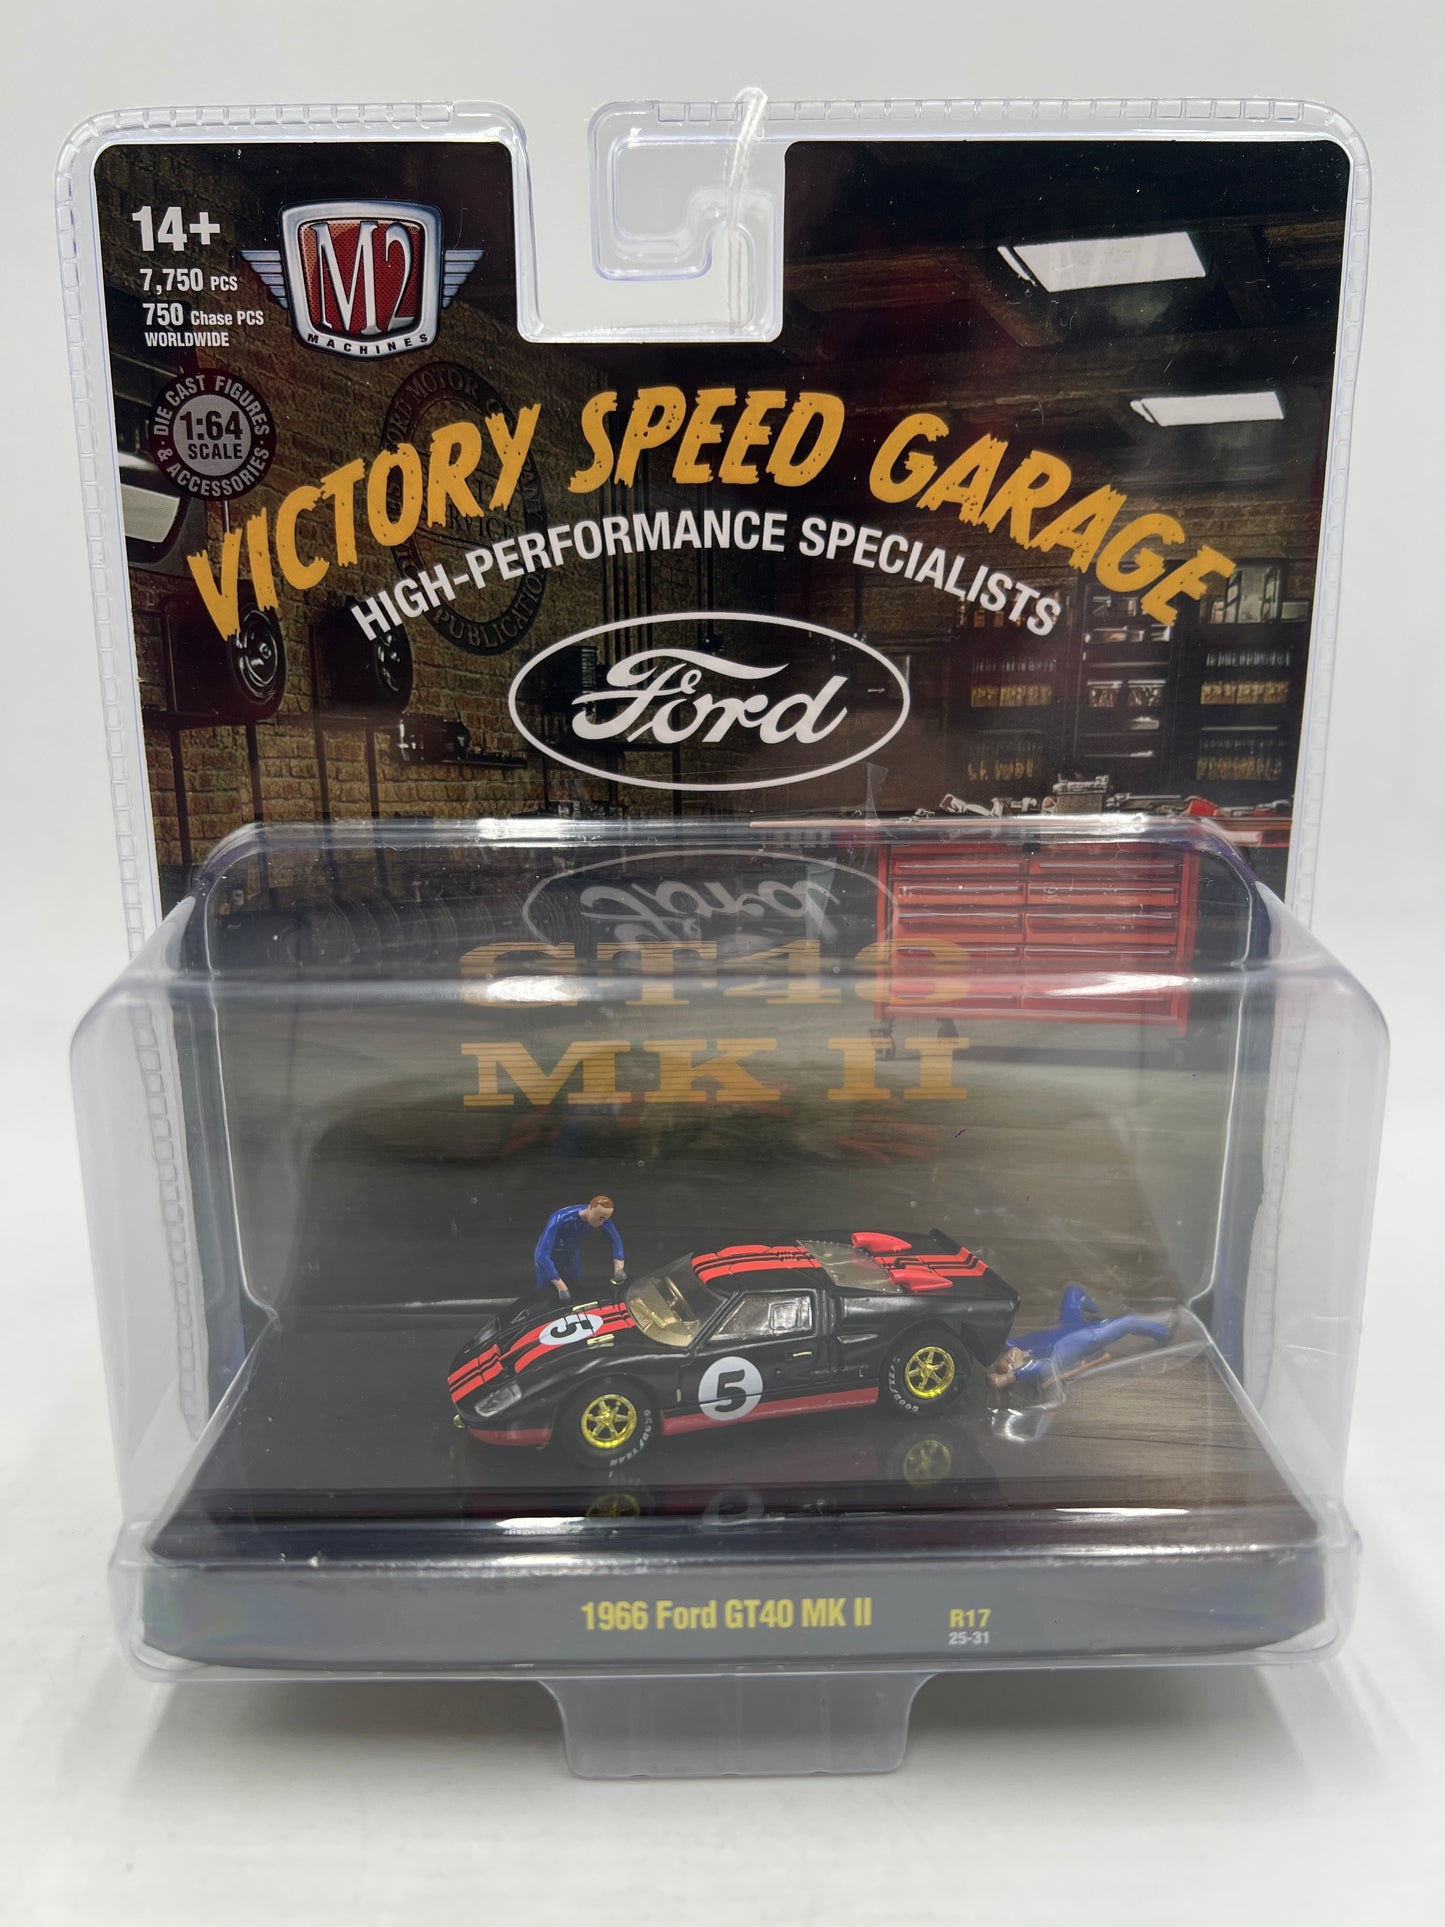 14+
7,750 PCS
750 Chase PCS
WORLDWIDE
M2
MACHINES
DIE CAST FIGURES
& ACCESSORIES
1:64
SCALE
VICTORY SPEED GARAGE
HIGH-PERFORMANCE SPECIALISTS
Ford
GT40
MK II
5
5
GOODYEAR
GOODYEAR
1966 Ford GT40 MK II
R17
25-31